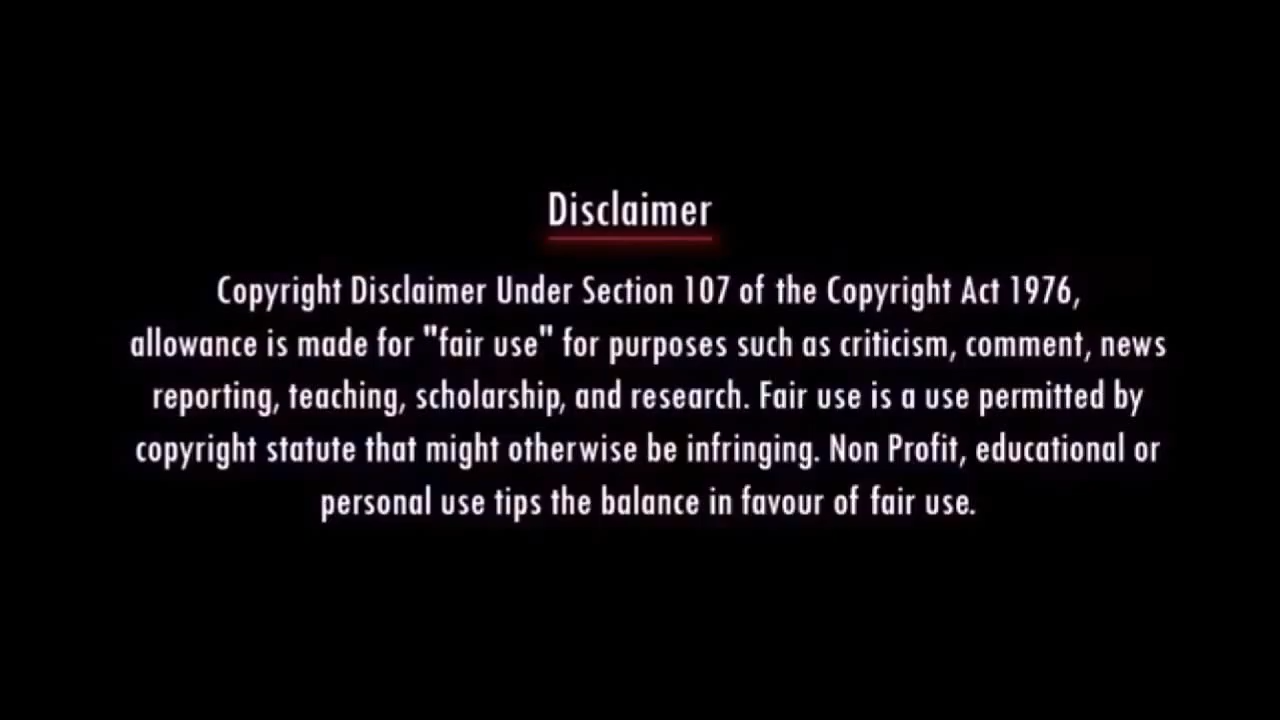 Disclaimer
Copyright Disclaimer Under Section 107 of the Copyright Act 1976,
allowance is made for "fair use" for purposes such as criticism, comment, news
reporting, teaching, scholarship, and research. Fair use is a use permitted by
copyright statute that might otherwise be infringing. Non Profit, educational or
personal use tips the balance in favour of fair use.